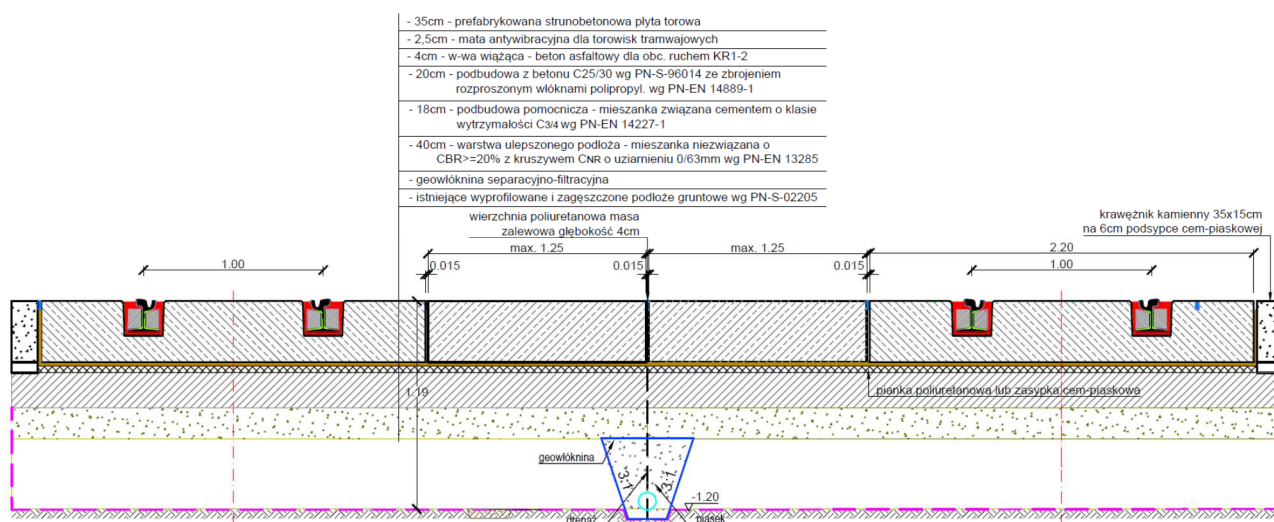 - 35cm - prefabrykowana strunobetonowa płyta torowa
- 2,5cm - mata antywibracyjna dla torowisk tramwajowych
- 4cm - w-wa wiążąca - beton asfaltowy dla obc. ruchem KR1-2
- 20cm - podbudowa z betonu C25/30 wg PN-S-96014 ze zbrojeniem
rozproszonym włóknami polipropyl. wg PN-EN 14889-1
- 18cm - podbudowa pomocnicza - mieszanka związana cementem o klasie
wytrzymałości C3/4 wg PN-EN 14227-1
- 40cm - warstwa ulepszonego podłoża - mieszanka niezwiązana o
CBR>=20% z kruszywem CNR o uziarnieniu 0/63mm wg PN-EN 13285
- geowłóknina separacyjno-filtracyjna
- istniejące wyprofilowane i zagęszczone podłoże gruntowe wg PN-S-02205
wierzchnia poliuretanowa masa
zalewowa głębokość 4cm
krawężnik kamienny 35x15cm
na 6cm podsypce cem-piaskowej
max. 1.25
max. 1.25
2.20
1.00
0.015
0.015
0.015
1.00
pianka poliuretanowa lub zasypka cem-piaskowa
1.19
geowłóknina
3:1
3:1
-1.20
drenaż
piasek